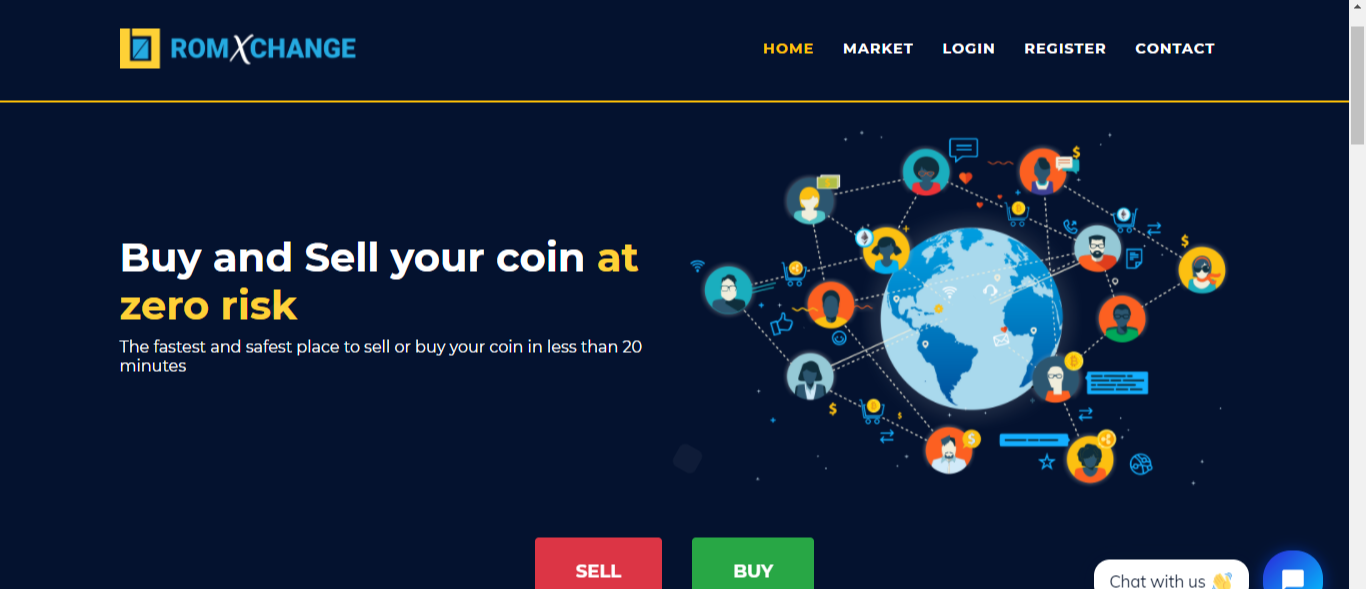 ROMXCHANGE
HOME MARKET LOGIN REGISTER CONTACT
Buy and Sell your coin at
zero risk
The fastest and safest place to sell or buy your coin in less than 20
minutes
SELL BUY
Chat with us 👋